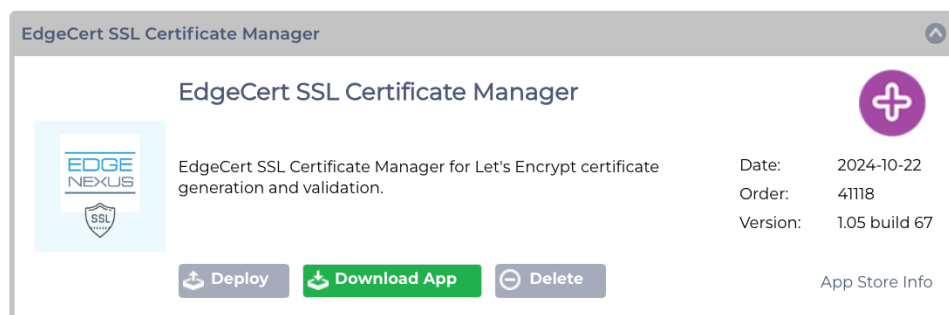 EdgeCert SSL Certificate Manager
EdgeCert SSL Certificate Manager
EDGE
NEXUS
SSL
EdgeCert SSL Certificate Manager for Let's Encrypt certificate
generation and validation.
Date: 2024-10-22
Order: 41118
Version: 1.05 build 67
Deploy
Download App
Delete
App Store Info